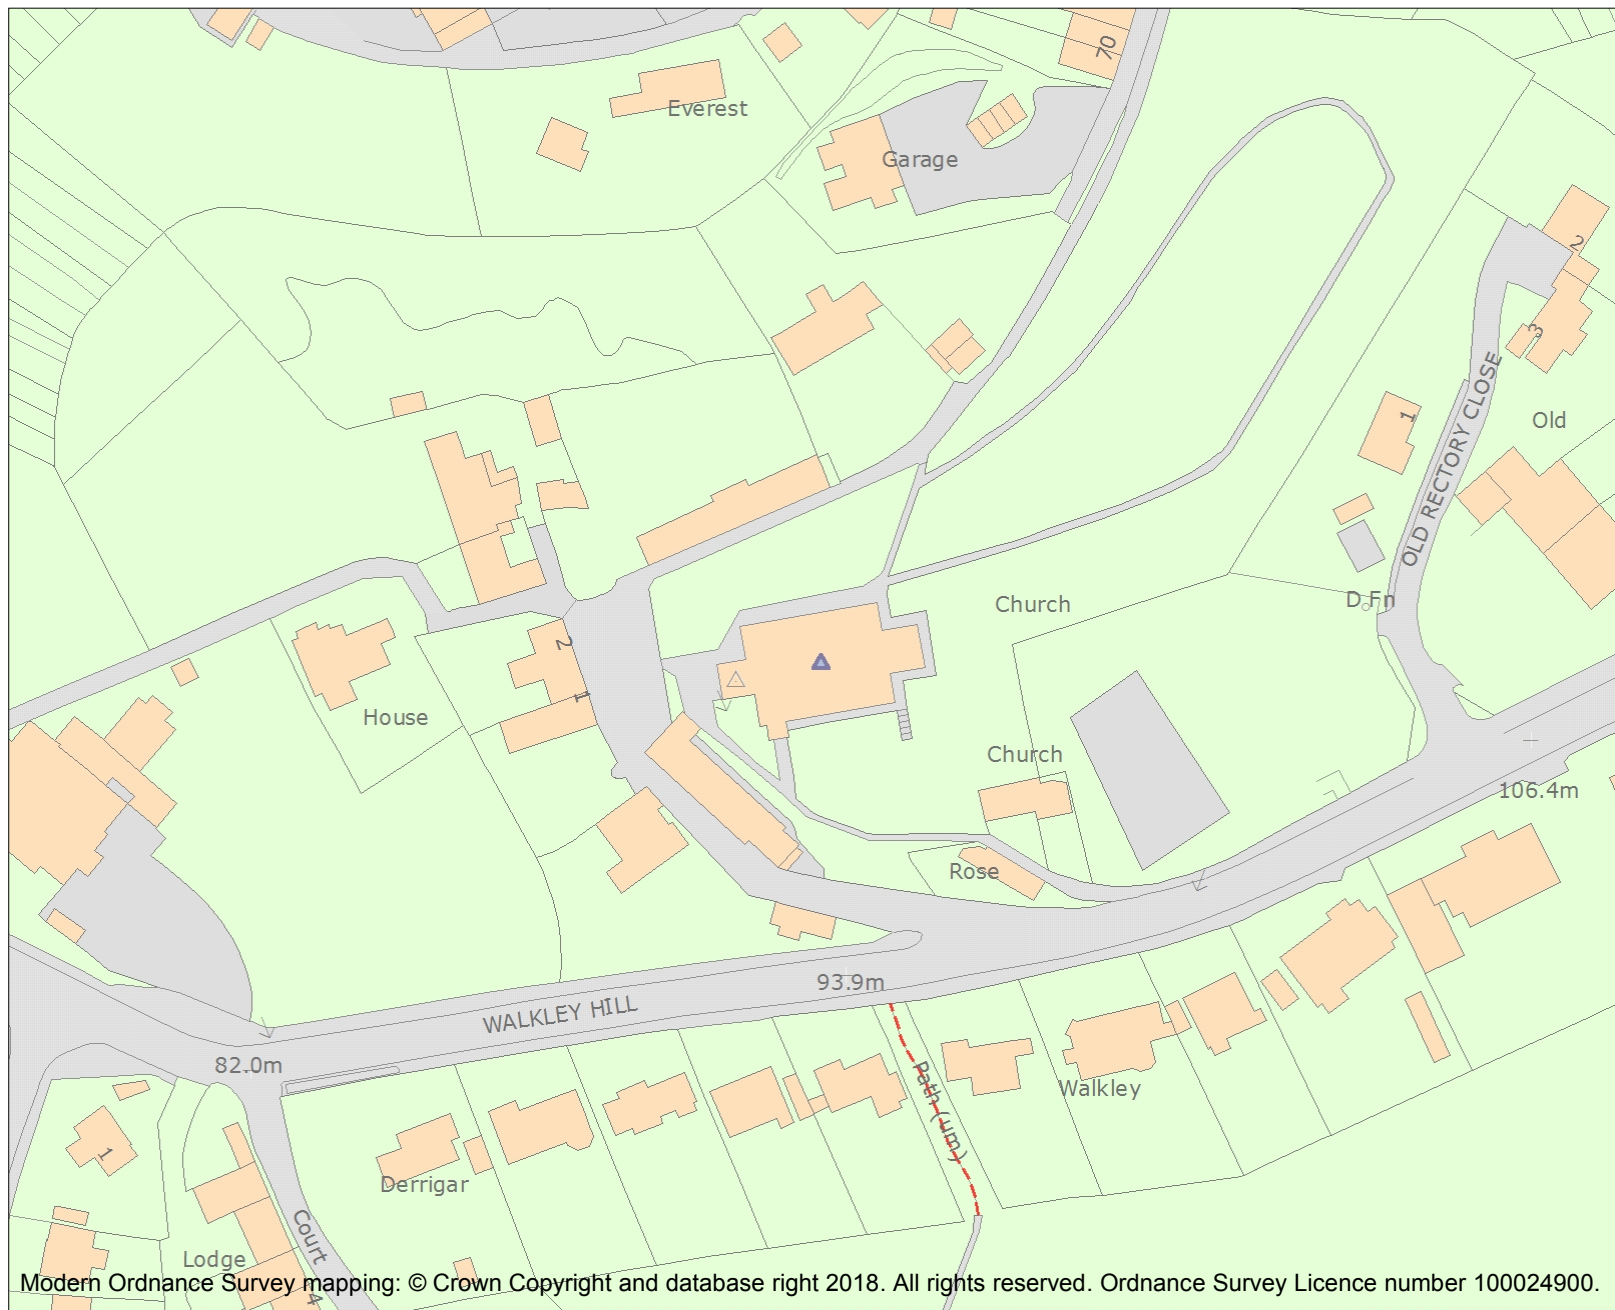 70
Everest
Garage
2
3
1
OLD RECTORY CLOSE
Old
D Fn
Church
2
1
House
Church
106.4m
Rose
93.9m
WALKLEY HILL
82.0m
Path (um)
Walkley
1
Derrigar
Court
Lodge
4
Modern Ordnance Survey mapping: © Crown Copyright and database right 2018. All rights reserved. Ordnance Survey Licence number 100024900.